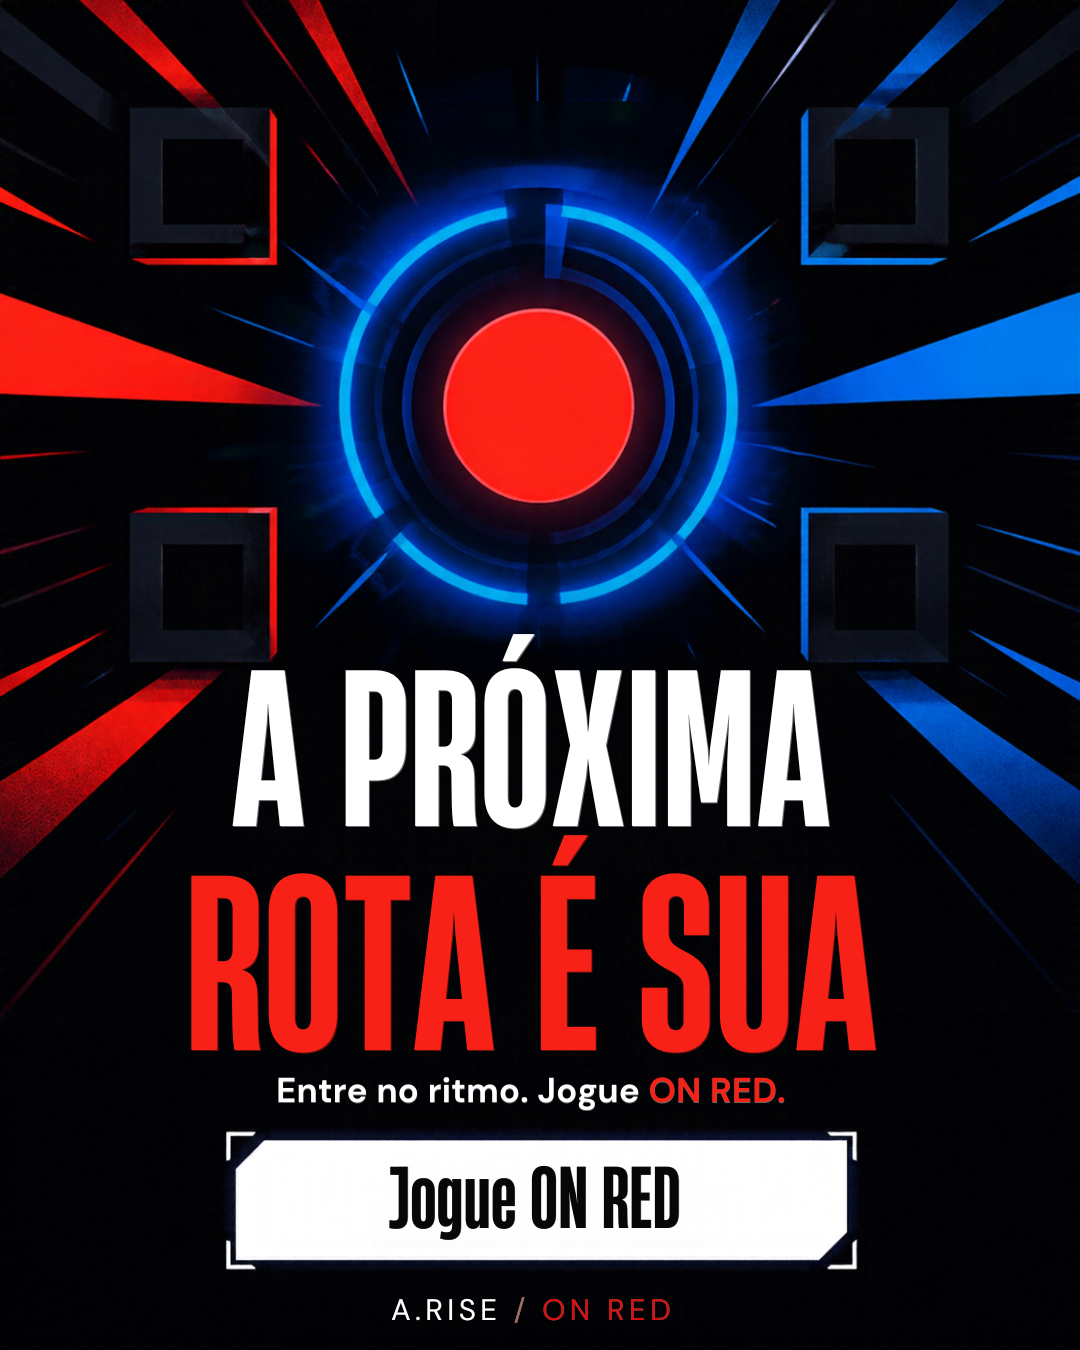 A PRÓXIMA
ROTA É SUA
Entre no ritmo. Jogue ON RED.
Jogue ON RED
A.RISE / ON RED